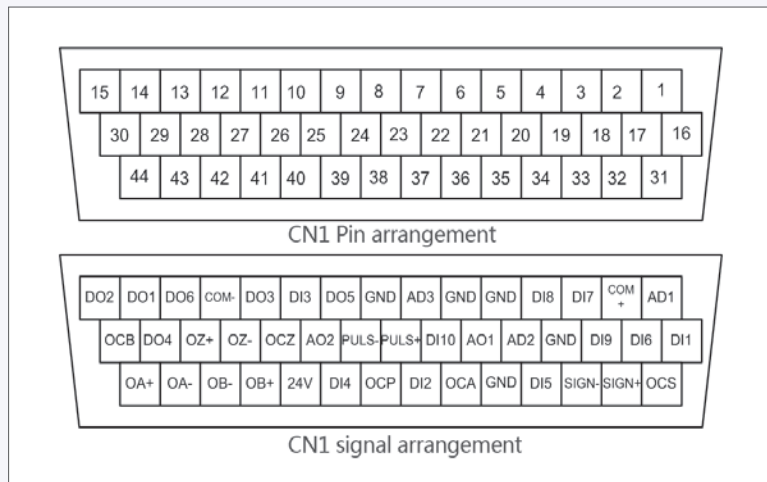 15 14 13 12 11 10 9 8 7 6 5 4 3 2 1
30 29 28 27 26 25 24 23 22 21 20 19 18 17 16
44 43 42 41 40 39 38 37 36 35 34 33 32 31
CN1 Pin arrangement
DO2 DO1 DO6 COM- DO3 DI3 DO5 GND AD3 GND GND DI8 DI7 COM + AD1
OCB DO4 OZ+ OZ- OCZ AO2 PULS- PULS+ DI10 AO1 AD2 GND DI9 DI6 DI1
OA+ OA- OB- OB+ 24V DI4 OCP DI2 OCA GND DI5 SIGN- SIGN+ OCS
CN1 signal arrangement